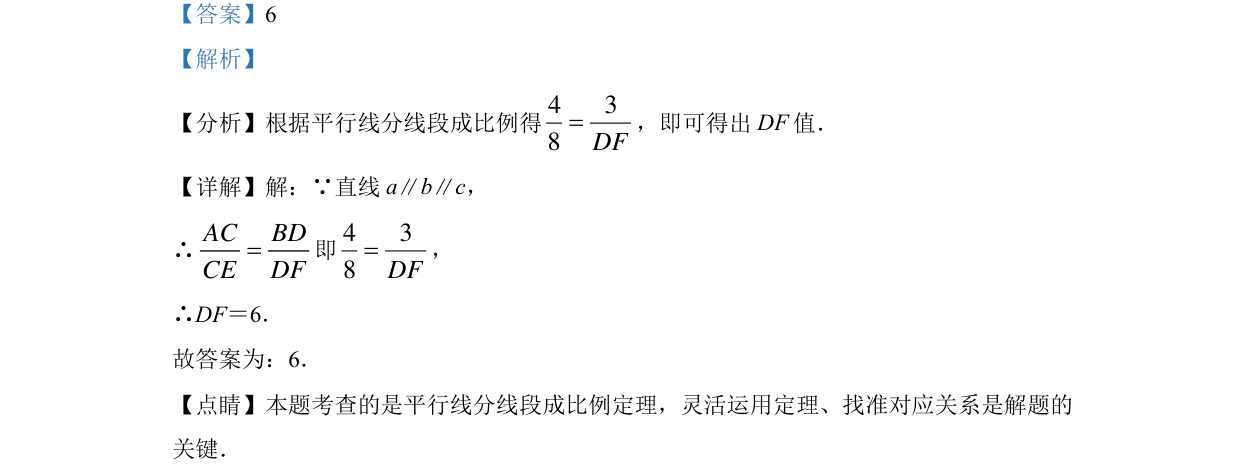 【答案】6
【解析】
【分析】根据平行线分线段成比例得 4/8 = 3/DF ，即可得出 DF 值．
【详解】解：∵直线 a∥b∥c，
∴ AC/CE = BD/DF 即 4/8 = 3/DF ，
∴DF＝6．
故答案为：6．
【点睛】本题考查的是平行线分线段成比例定理，灵活运用定理、找准对应关系是解题的
关键．